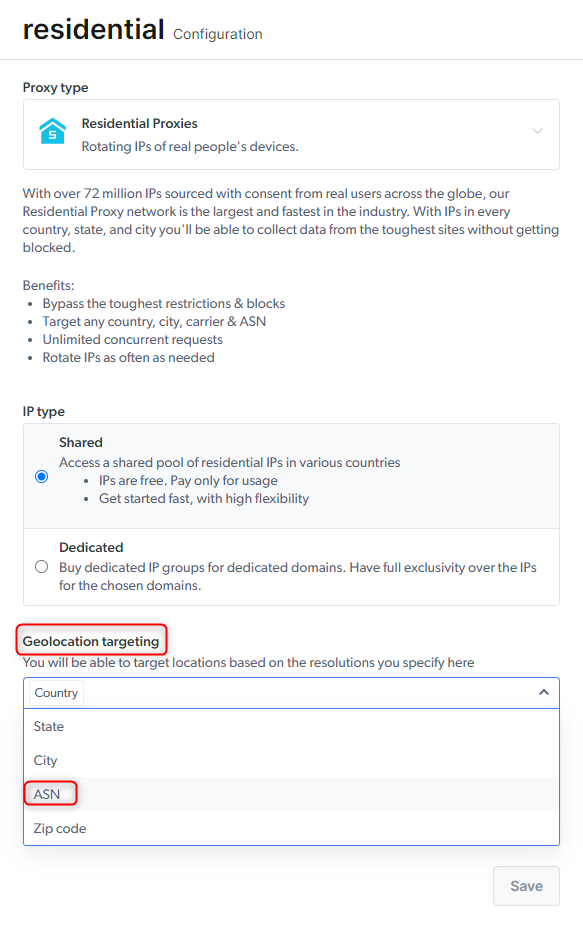 residential Configuration
Proxy type
Residential Proxies
Rotating IPs of real people's devices.
With over 72 million IPs sourced with consent from real users across the globe, our
Residential Proxy network is the largest and fastest in the industry. With IPs in every
country, state, and city you'll be able to collect data from the toughest sites without getting
blocked.
Benefits:
• Bypass the toughest restrictions & blocks
• Target any country, city, carrier & ASN
• Unlimited concurrent requests
• Rotate IPs as often as needed
IP type
Shared
Access a shared pool of residential IPs in various countries
• IPs are free. Pay only for usage
• Get started fast, with high flexibility
Dedicated
Buy dedicated IP groups for dedicated domains. Have full exclusivity over the IPs
for the chosen domains.
Geolocation targeting
You will be able to target locations based on the resolutions you specify here
Country
State
City
ASN
Zip code
Save